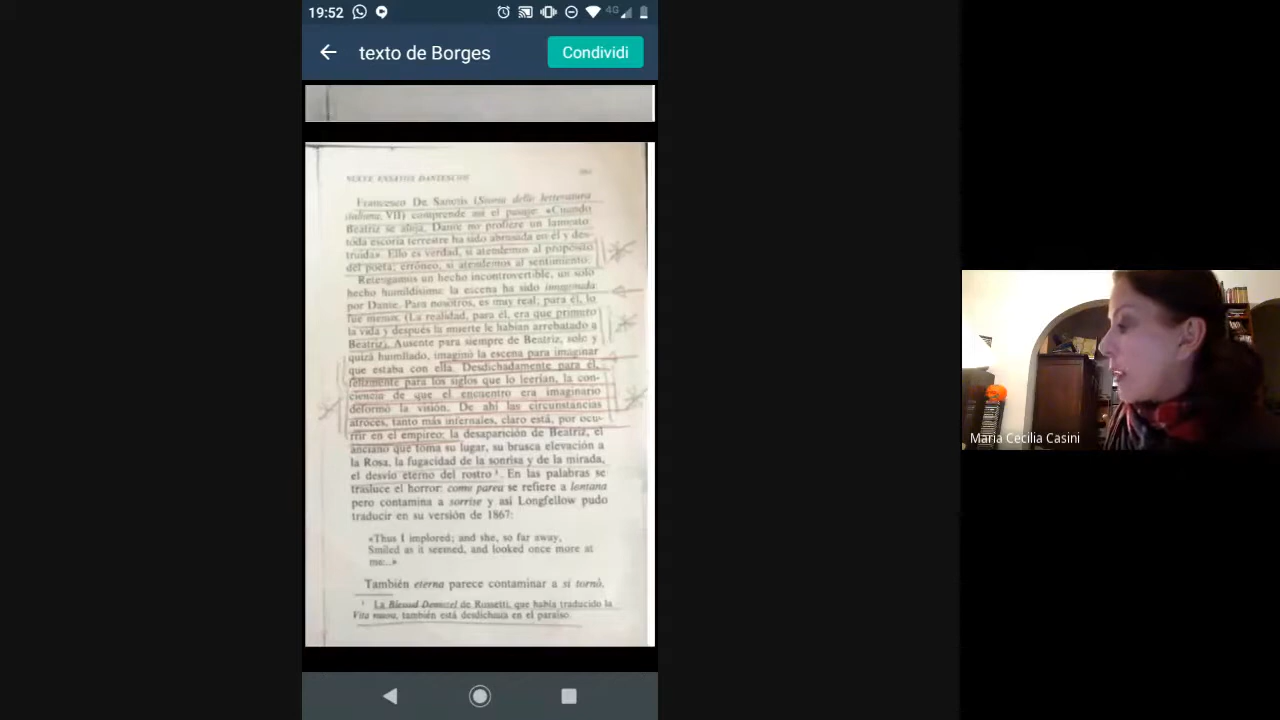 19:52
4G
texto de Borges
Condividi
NUEVE ENSAYOS DANTESCOS
Francesco De Sanctis (Storia della letteratura
italiana, VII) comprende así el pasaje: «Cuando
Beatriz se aleja, Dante no profiere un lamento:
toda escoria terrestre ha sido abrasada en él y des-
truida». Ello es verdad, si atendemos al propósito
del poeta; erróneo, si atendemos al sentimiento.
Retengamos un hecho incontrovertible, un solo
hecho humildísimo: la escena ha sido imaginada
por Dante. Para nosotros, es muy real; para él, lo
fue menos. (La realidad, para él, era que primero
la vida y después la muerte le habían arrebatado a
Beatriz). Ausente para siempre de Beatriz, solo y
quizá humillado, imaginó la escena para imaginar
que estaba con ella. Desdichadamente para él,
felizmente para los siglos que lo leerían, la con-
ciencia de que el encuentro era imaginario
deformó la visión. De ahí las circunstancias
atroces, tanto más infernales, claro está, por ocu-
rrir en el empíreo: la desaparición de Beatriz, el
anciano que toma su lugar, su brusca elevación a
la Rosa, la fugacidad de la sonrisa y de la mirada,
el desvío eterno del rostro ¹. En las palabras se
trasluce el horror: come parea se refiere a lontana
pero contamina a sorrise y así Longfellow pudo
traducir en su versión de 1867:
«Thus I implored; and she, so far away,
Smiled as it seemed, and looked once more at
me...»
También eterna parece contaminar a si tornò.
¹ La Blessed Demozel de Rossetti, que había traducido la
Vita nuova, también está desdichada en el paraíso.
Maria Cecilia Casini